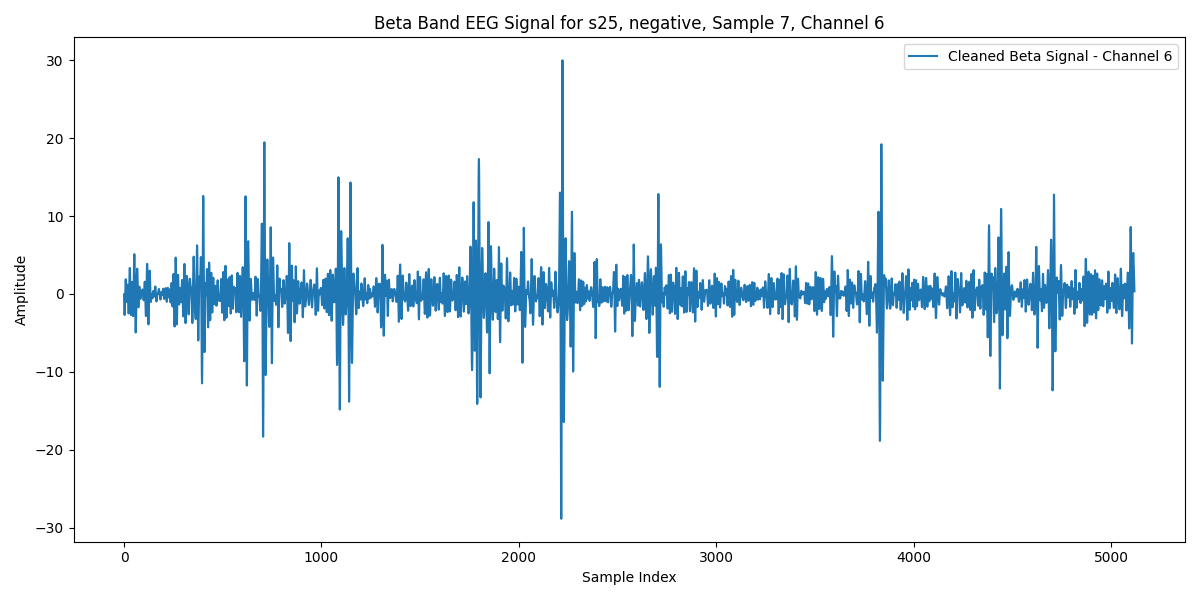 Beta Band EEG Signal for s25, negative, Sample 7, Channel 6
Cleaned Beta Signal - Channel 6
Amplitude
30
20
10
0
−10
−20
−30
0 1000 2000 3000 4000 5000
Sample Index